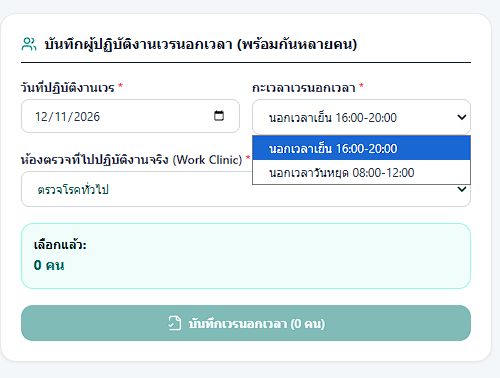 บันทึกผู้ปฏิบัติงานเวรนอกเวลา (พร้อมกันหลายคน)
วันที่ปฏิบัติงานเวร *
กะเวลาเวรนอกเวลา *
12/11/2026
นอกเวลาเย็น 16:00-20:00
นอกเวลาเย็น 16:00-20:00
นอกเวลาวันหยุด 08:00-12:00
ห้องตรวจที่ไปปฏิบัติงานจริง (Work Clinic) *
ตรวจโรคทั่วไป
เลือกแล้ว:
0 คน
บันทึกเวรนอกเวลา (0 คน)